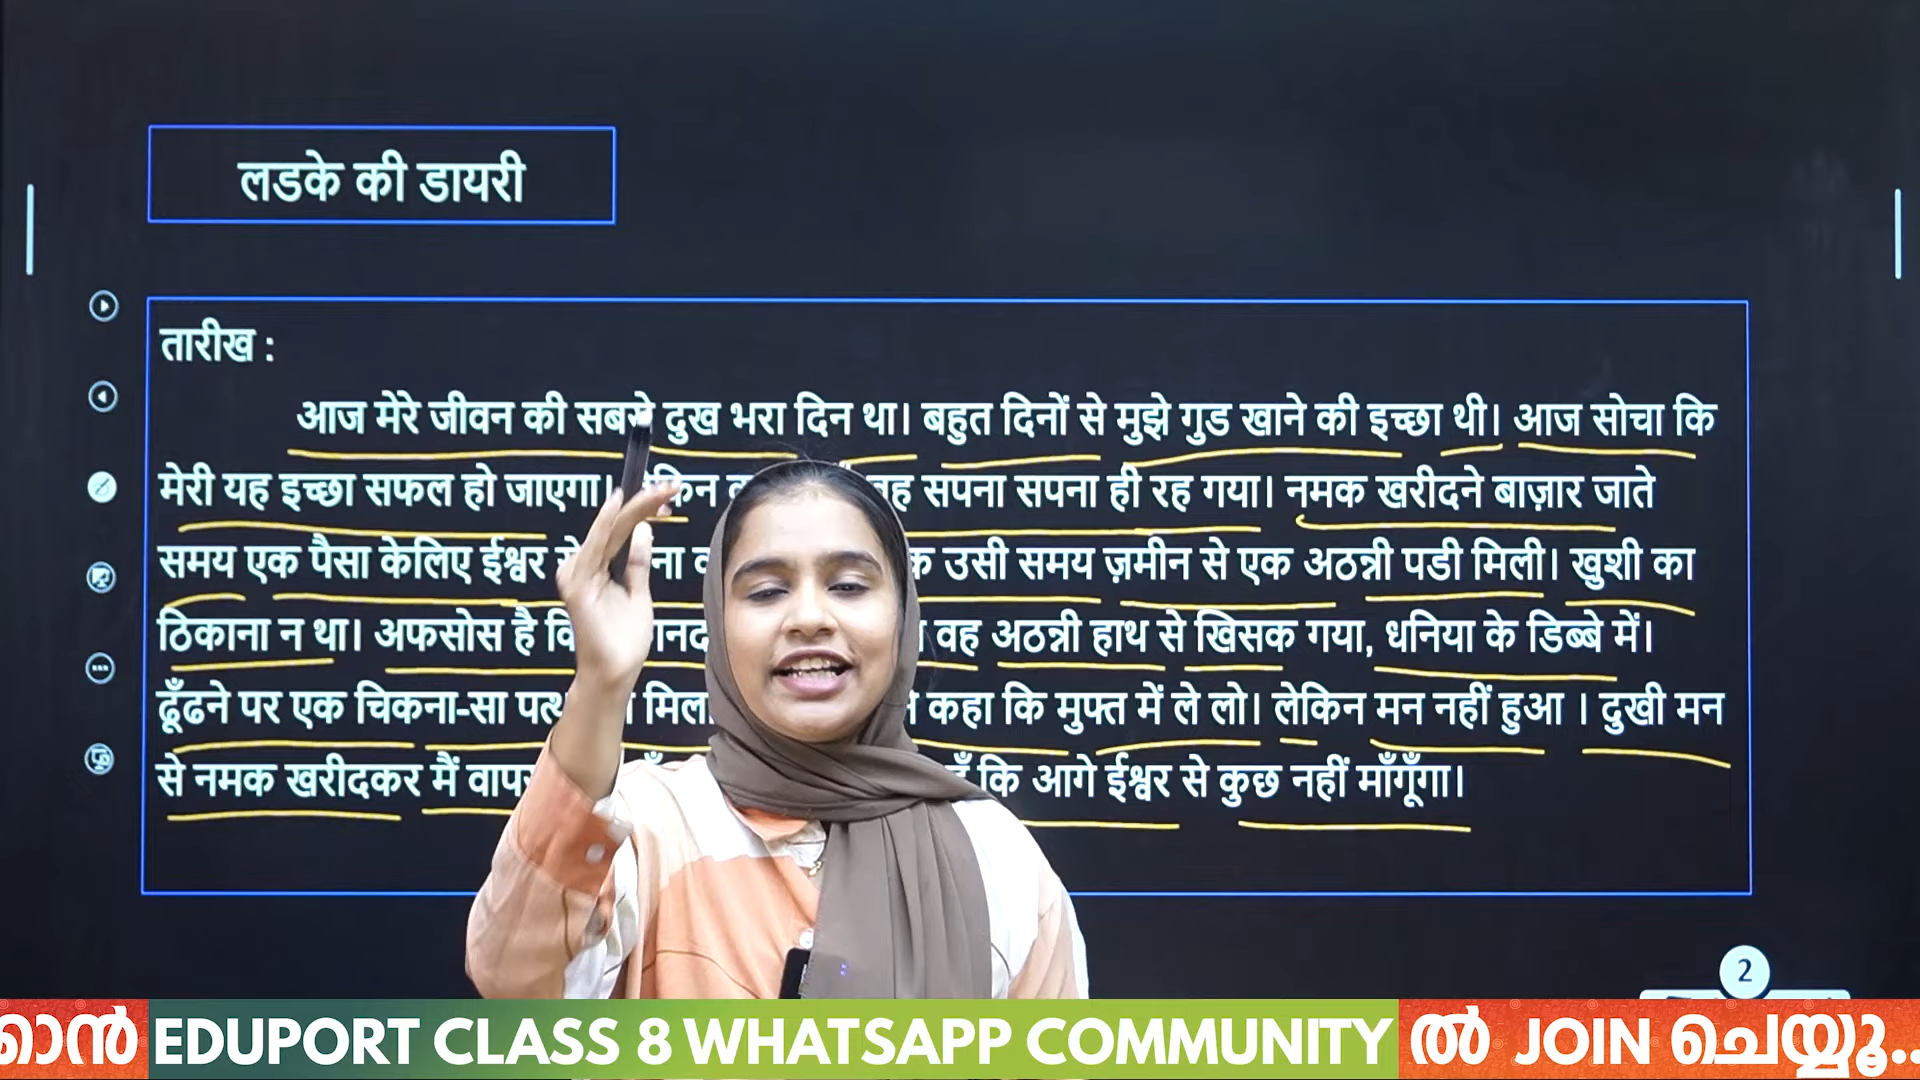 लडके की डायरी
तारीख :
आज मेरे जीवन की सबसे दुख भरा दिन था। बहुत दिनों से मुझे गुड खाने की इच्छा थी। आज सोचा कि
मेरी यह इच्छा सफल हो जाएगा। सपना सपना ही रह गया। नमक खरीदने बाज़ार जाते
समय एक पैसा केलिए ईश्वर उसी समय ज़मीन से एक अठन्नी पडी मिली। खुशी का
ठिकाना न था। अफसोस है वह अठन्नी हाथ से खिसक गया, धनिया के डिब्बे में।
ढूँढने पर एक चिकना-सा कहा कि मुफ्त में ले लो। लेकिन मन नहीं हुआ । दुखी मन
से नमक खरीदकर मैं कि आगे ईश्वर से कुछ नहीं माँगूँगा।
2
EDUPORT CLASS 8 WHATSAPP COMMUNITY ൽ JOIN ചെയ്യൂ..